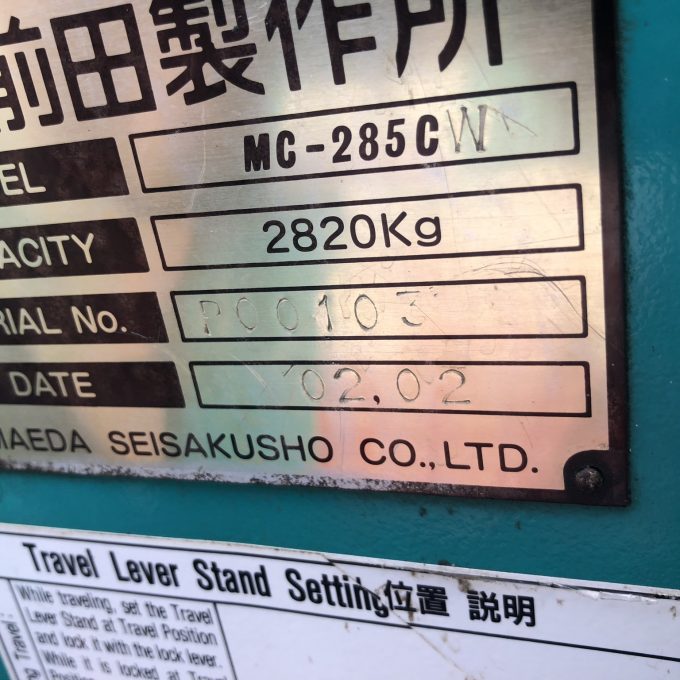 前田製作所
EL MC-285CW
ACITY 2820Kg
RIAL No. P00103
DATE '02.02
MAEDA SEISAKUSHO CO.,LTD.
Travel Lever Stand Setting位置 説明
While traveling, set the Travel
Lever Stand at Travel Position
and lock it with the lock lever.
While it is locked at Travel
Travel: